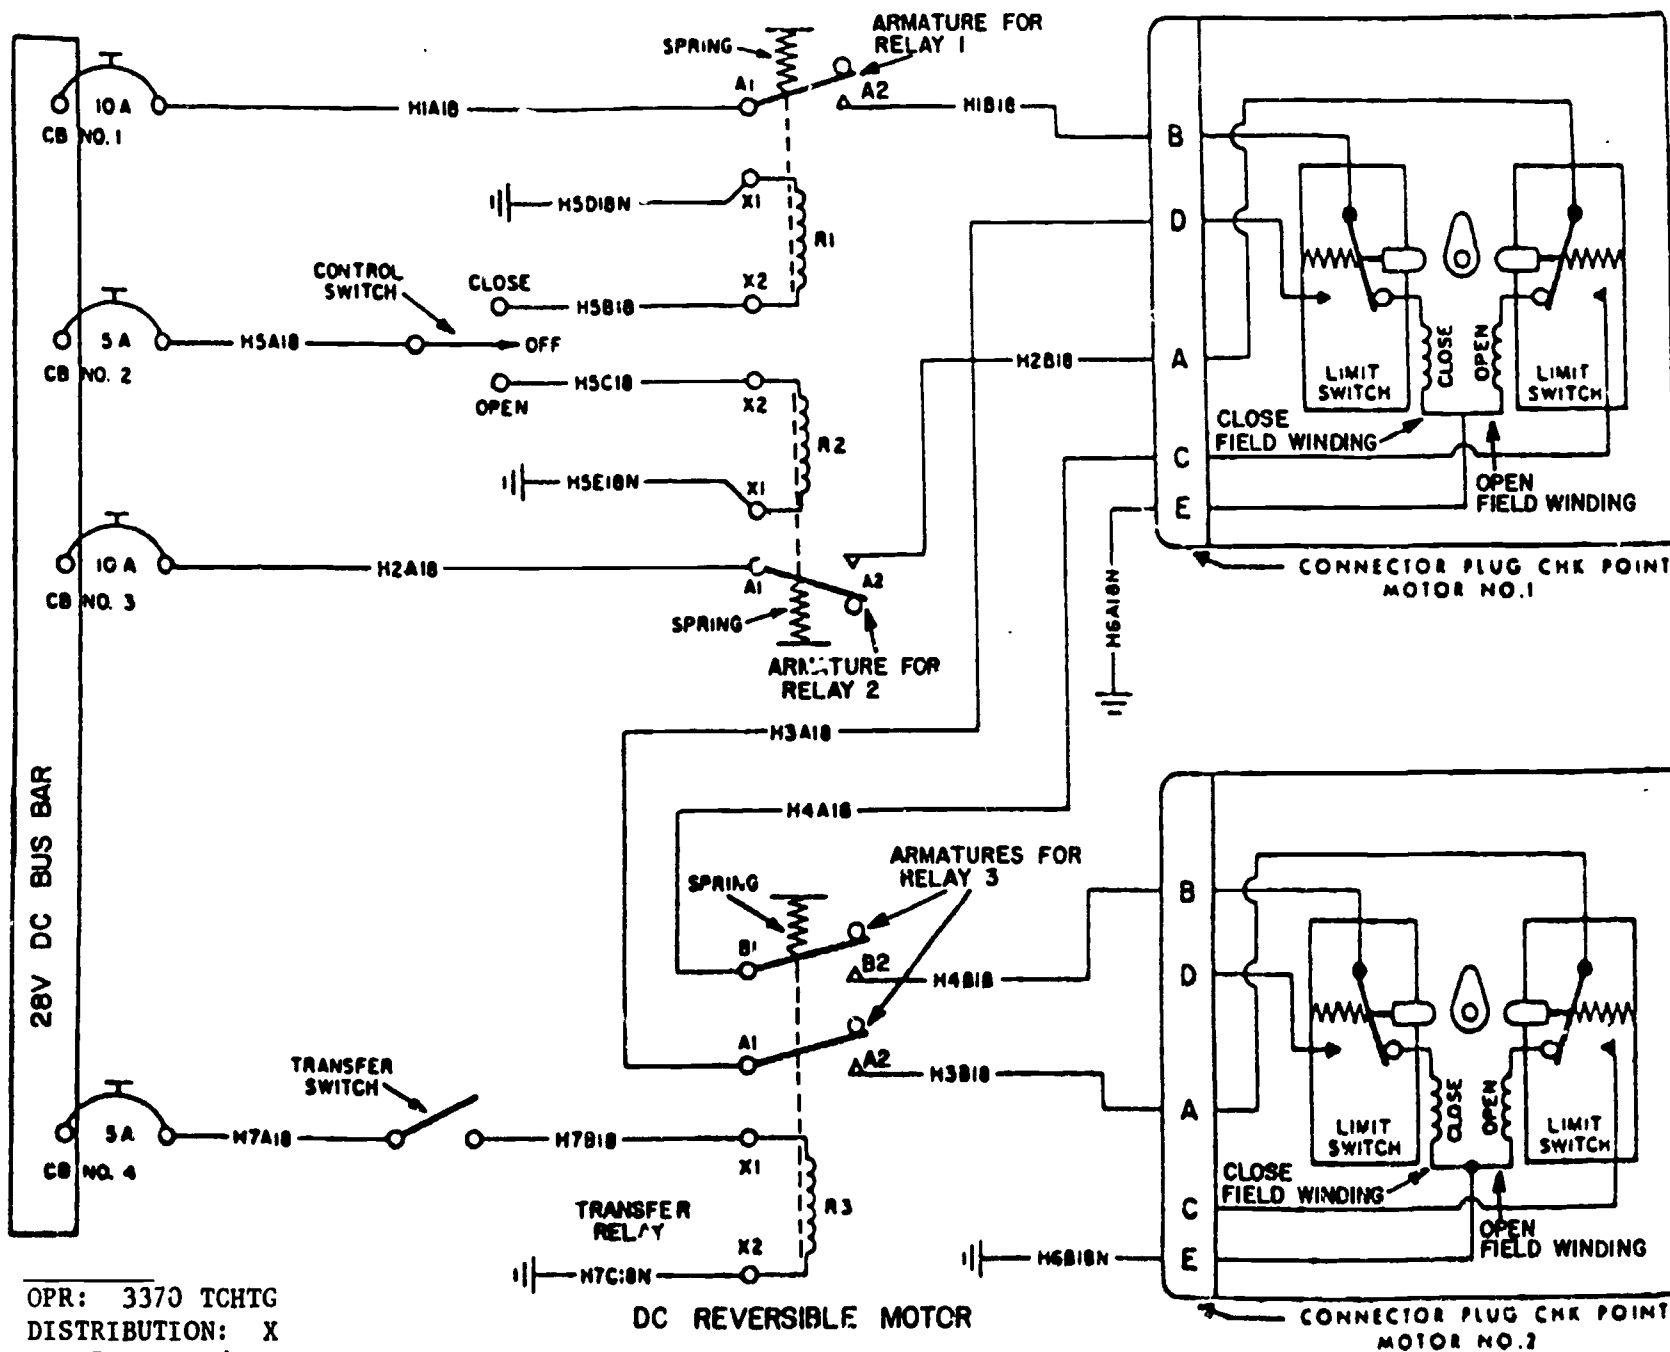 ARMATURE FOR
RELAY 1
SPRING
A1
A2
10 A
H1A18
H1B18
CB NO. 1
B
X1
H5D18N
R1
D
CONTROL
SWITCH
CLOSE
X2
H5B18
5 A
H5A18
OFF
CB NO. 2
H2B18
A
H5C18
OPEN
X2
R2
H5E18N
X1
C
E
LIMIT
SWITCH
CLOSE
OPEN
LIMIT
SWITCH
CLOSE
FIELD WINDING
OPEN
FIELD WINDING
10 A
H2A18
A1
A2
CB NO. 3
SPRING
ARMATURE FOR
RELAY 2
H6A18N
CONNECTOR PLUG CHK POINT
MOTOR NO.1
H3A18
H4A18
28V DC BUS BAR
ARMATURES FOR
RELAY 3
SPRING
B1
B2
H4B18
A1
A2
H3B18
B
D
A
C
E
LIMIT
SWITCH
CLOSE
OPEN
LIMIT
SWITCH
CLOSE
FIELD WINDING
OPEN
FIELD WINDING
TRANSFER
SWITCH
5A
H7A18
H7B18
X1
CB NO. 4
R3
TRANSFER
RELAY
X2
H7C18N
H6B18N
OPR: 3370 TCHTG
DISTRIBUTION: X
DC REVERSIBLE MOTOR
CONNECTOR PLUG CHK POINT
MOTOR NO.2